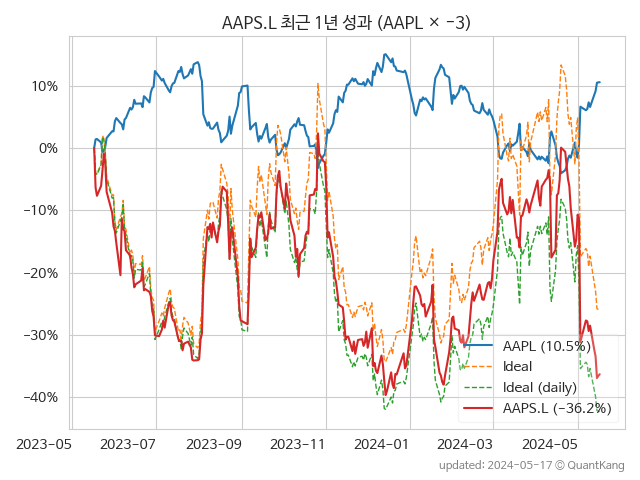 AAPS.L 최근 1년 성과 (AAPL × −3)
10%
0%
−10%
−20%
−30%
−40%
AAPL (10.5%)
Ideal
Ideal (daily)
AAPS.L (−36.2%)
2023−05
2023−07
2023−09
2023−11
2024−01
2024−03
2024−05
updated: 2024−05−17 © QuantKang